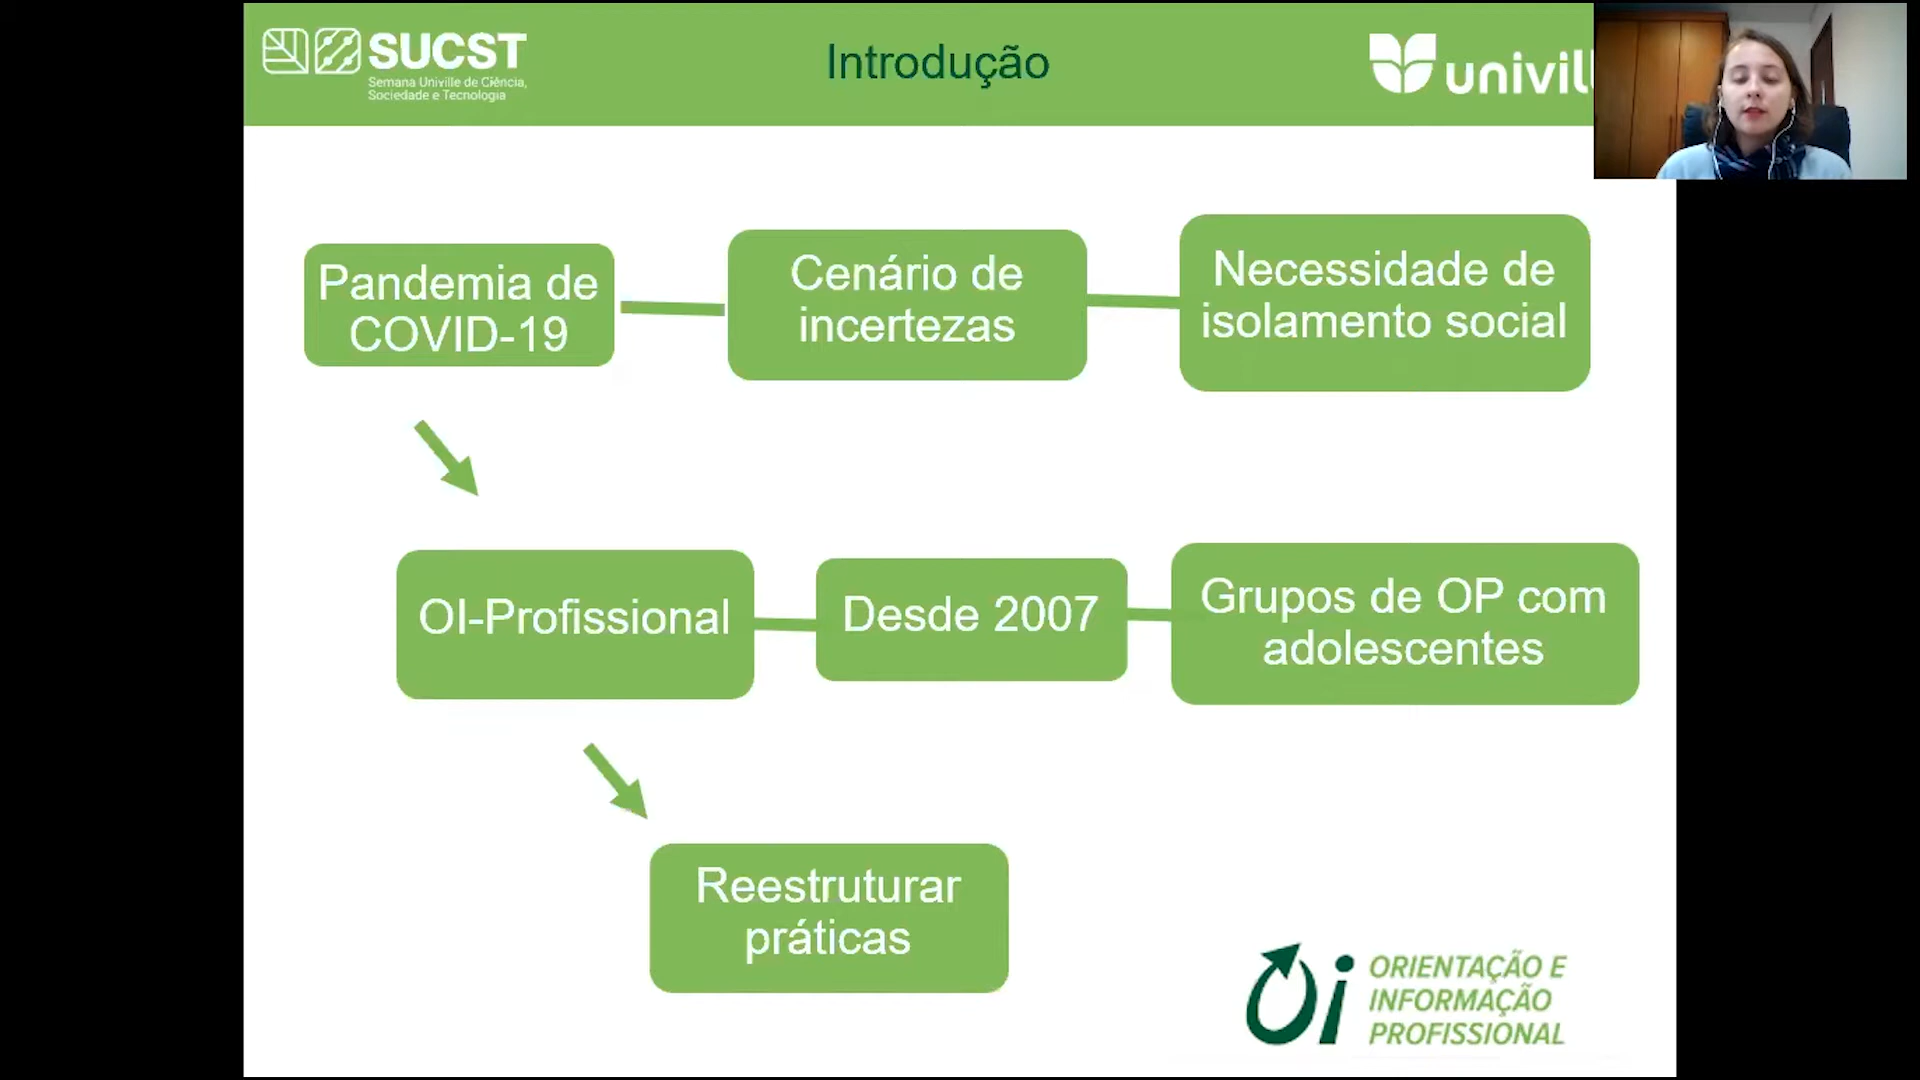 SUCST
Semana Univille de Ciência,
Sociedade e Tecnologia
Introdução
univill
Pandemia de
COVID-19
Cenário de
incertezas
Necessidade de
isolamento social
OI-Profissional
Desde 2007
Grupos de OP com
adolescentes
Reestruturar
práticas
Oi
ORIENTAÇÃO E
INFORMAÇÃO
PROFISSIONAL